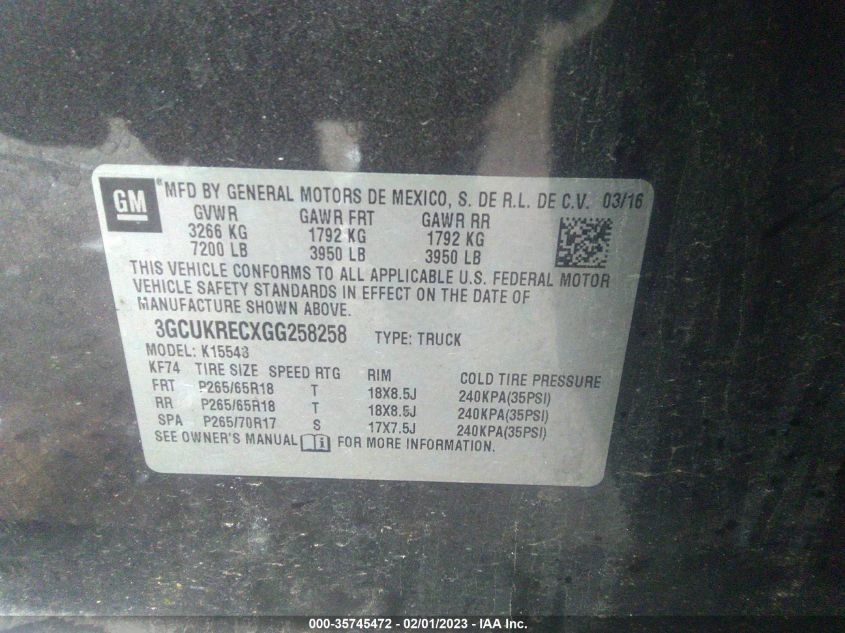 GM ® MFD BY GENERAL MOTORS DE MEXICO, S. DE R.L. DE C.V. 03/16
GVWR GAWR FRT GAWR RR
3266 KG 1792 KG 1792 KG
7200 LB 3950 LB 3950 LB
THIS VEHICLE CONFORMS TO ALL APPLICABLE U.S. FEDERAL MOTOR
VEHICLE SAFETY STANDARDS IN EFFECT ON THE DATE OF
MANUFACTURE SHOWN ABOVE.
3GCUKRECXGG258258 TYPE: TRUCK
MODEL: K15543
KF74 TIRE SIZE SPEED RTG RIM COLD TIRE PRESSURE
FRT P265/65R18 T 18X8.5J 240KPA(35PSI)
RR P265/65R18 T 18X8.5J 240KPA(35PSI)
SPA P265/70R17 S 17X7.5J 240KPA(35PSI)
SEE OWNER'S MANUAL FOR MORE INFORMATION.
000-35745472 — 02/01/2023 — © IAA Inc.